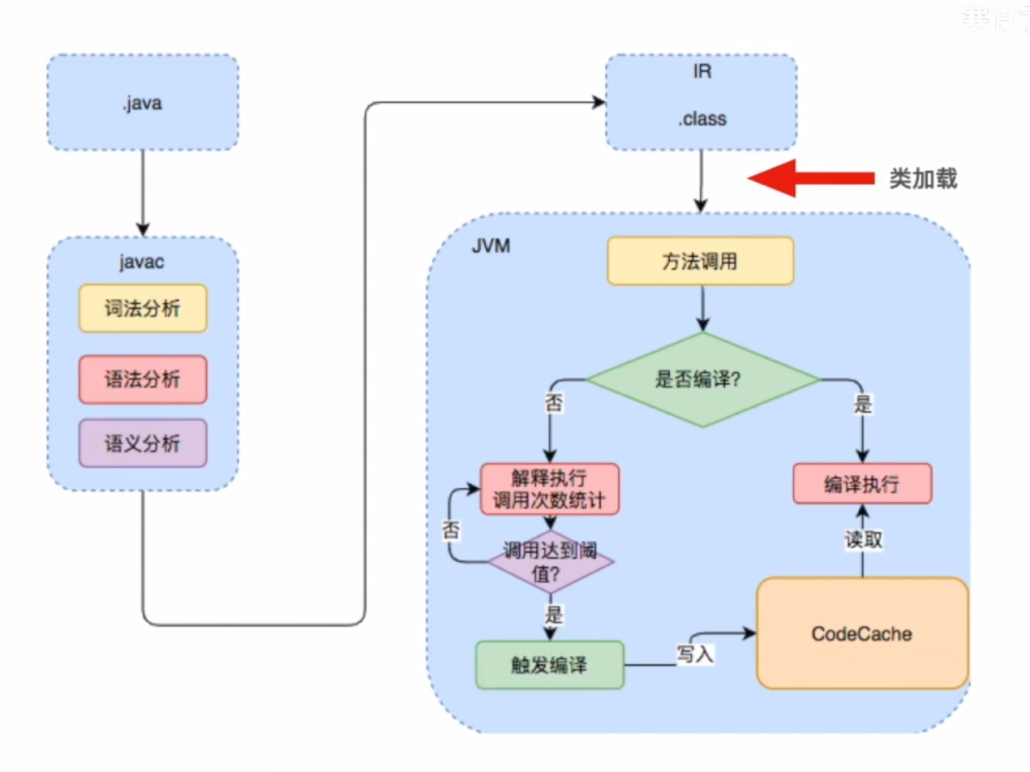 .java
javac
词法分析
语法分析
语义分析
IR
.class
类加载
JVM
方法调用
是否编译?
否
是
解释执行
调用次数统计
编译执行
否
调用达到阈
值?
读取
是
触发编译
写入
CodeCache